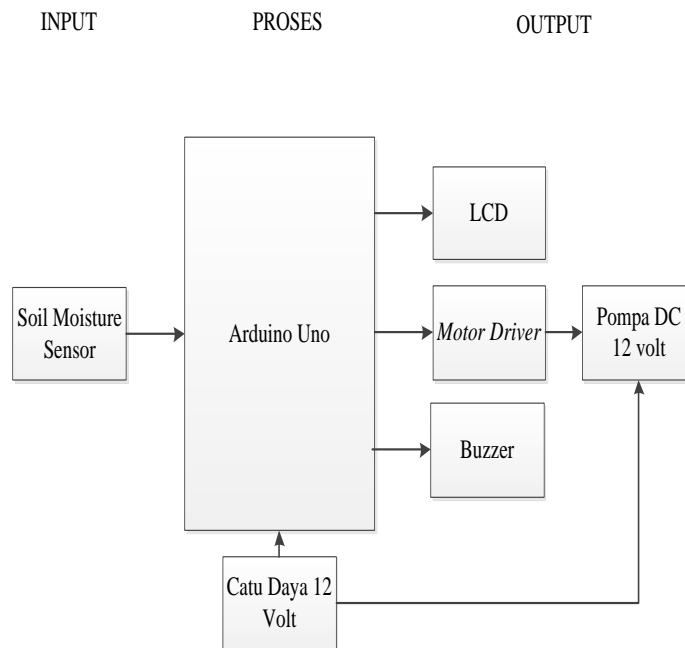 INPUT
PROSES
OUTPUT
LCD
Soil Moisture
Sensor
Arduino Uno
Motor Driver
Pompa DC
12 volt
Buzzer
Catu Daya 12
Volt